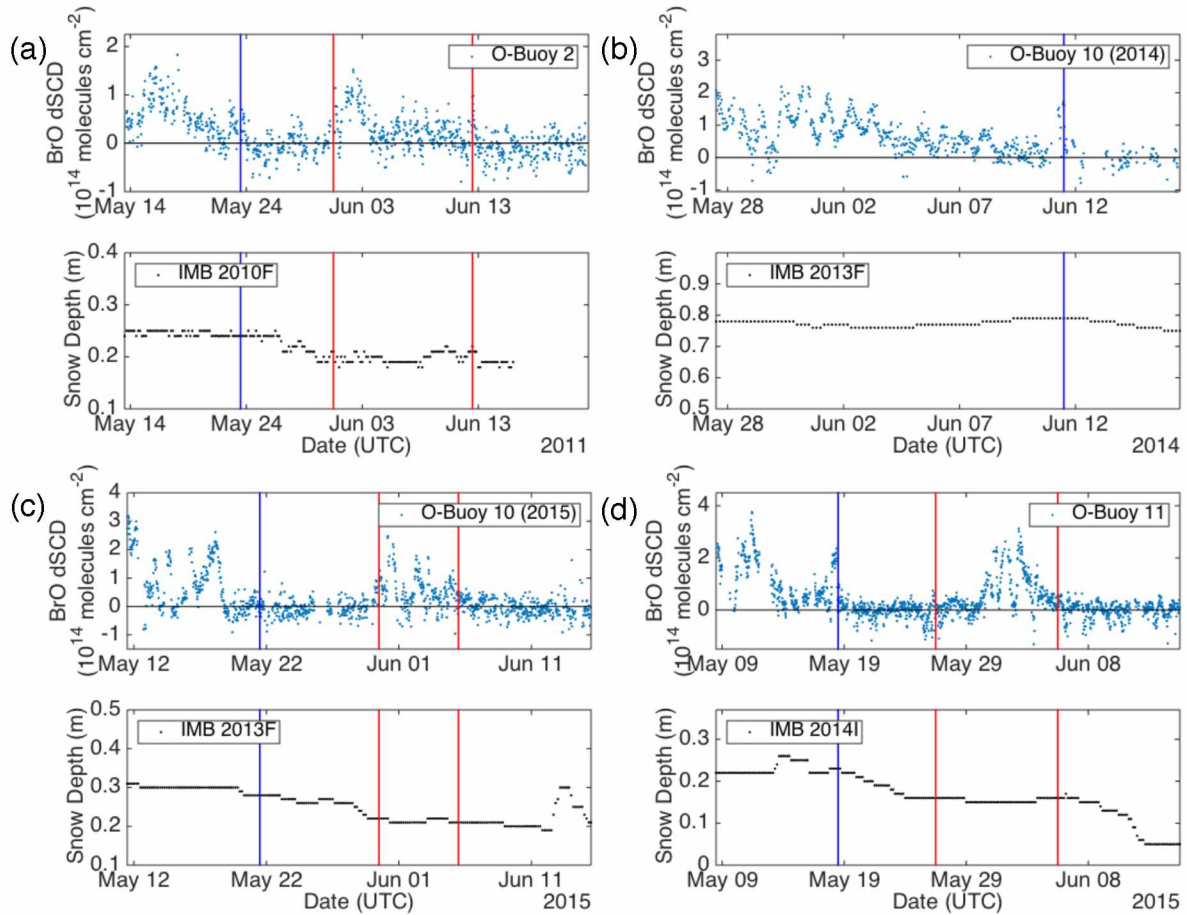 (a)
BrO dSCD
(10^14 molecules cm^-2)
2
1
0
-1
O-Buoy 2
May 14
May 24
Jun 03
Jun 13
Snow Depth (m)
0.4
0.3
0.2
0.1
IMB 2010F
May 14
May 24
Jun 03
Jun 13
Date (UTC)
2011
(b)
BrO dSCD
(10^14 molecules cm^-2)
3
2
1
0
-1
O-Buoy 10 (2014)
May 28
Jun 02
Jun 07
Jun 12
Snow Depth (m)
0.9
0.8
0.7
0.6
0.5
IMB 2013F
May 28
Jun 02
Jun 07
Jun 12
Date (UTC)
2014
(c)
BrO dSCD
(10^14 molecules cm^-2)
4
3
2
1
0
-1
O-Buoy 10 (2015)
May 12
May 22
Jun 01
Jun 11
Snow Depth (m)
0.5
0.4
0.3
0.2
0.1
IMB 2013F
May 12
May 22
Jun 01
Jun 11
Date (UTC)
2015
(d)
BrO dSCD
(10^14 molecules cm^-2)
4
2
0
O-Buoy 11
May 09
May 19
May 29
Jun 08
Snow Depth (m)
0.3
0.2
0.1
0
IMB 2014I
May 09
May 19
May 29
Jun 08
Date (UTC)
2015